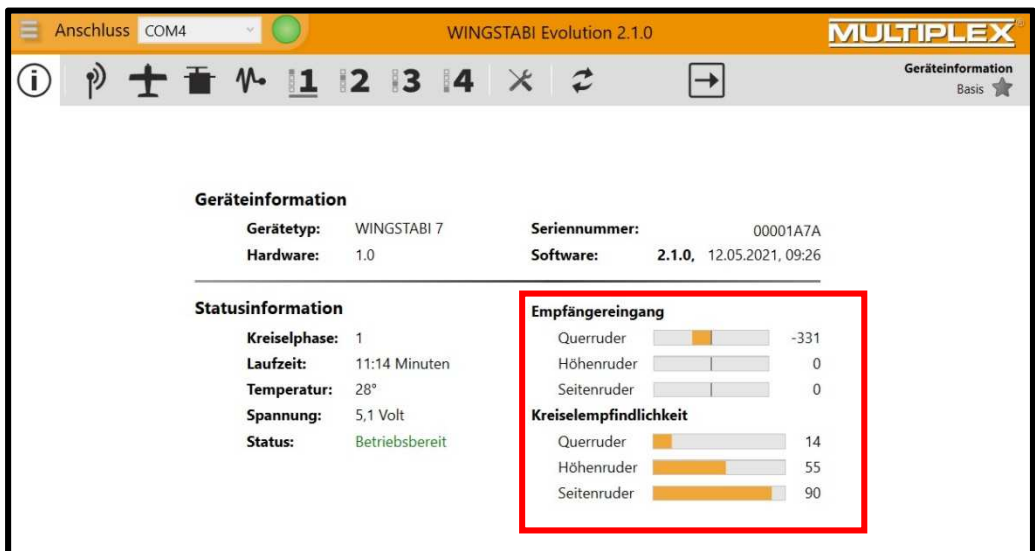 Anschluss COM4 WINGSTABI Evolution 2.1.0 MULTIPLEX
1 2 3 4
Geräteinformation
Basis
Geräteinformation
Gerätetyp: WINGSTABI 7 Seriennummer: 00001A7A
Hardware: 1.0 Software: 2.1.0, 12.05.2021, 09:26
Statusinformation
Kreiselphase: 1
Laufzeit: 11:14 Minuten
Temperatur: 28°
Spannung: 5,1 Volt
Status: Betriebsbereit
Empfängereingang
Querruder -331
Höhenruder 0
Seitenruder 0
Kreiselempfindlichkeit
Querruder 14
Höhenruder 55
Seitenruder 90